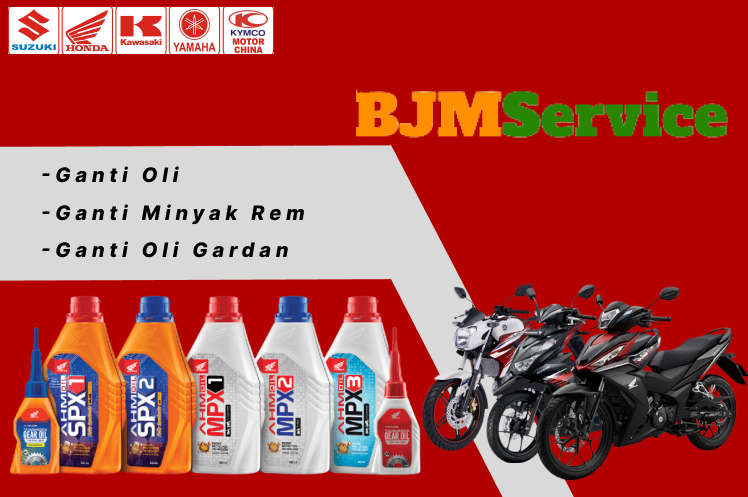 SUZUKI
HONDA
Kawasaki
YAMAHA
KYMCO
MOTOR
CHINA
BJMService
-Ganti Oli
-Ganti Minyak Rem
-Ganti Oli Gardan
AHM OIL
SPX1
AHM OIL
SPX2
AHM OIL
MPX1
AHM OIL
MPX2
AHM OIL
MPX3
GEAR OIL
GEAR OIL